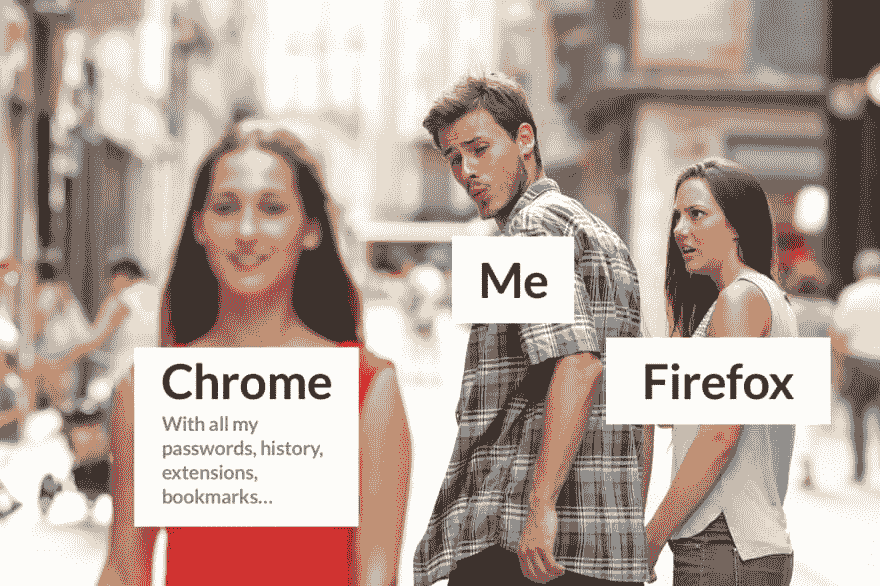 Me
Firefox
Chrome
With all my
passwords, history,
extensions,
bookmarks...